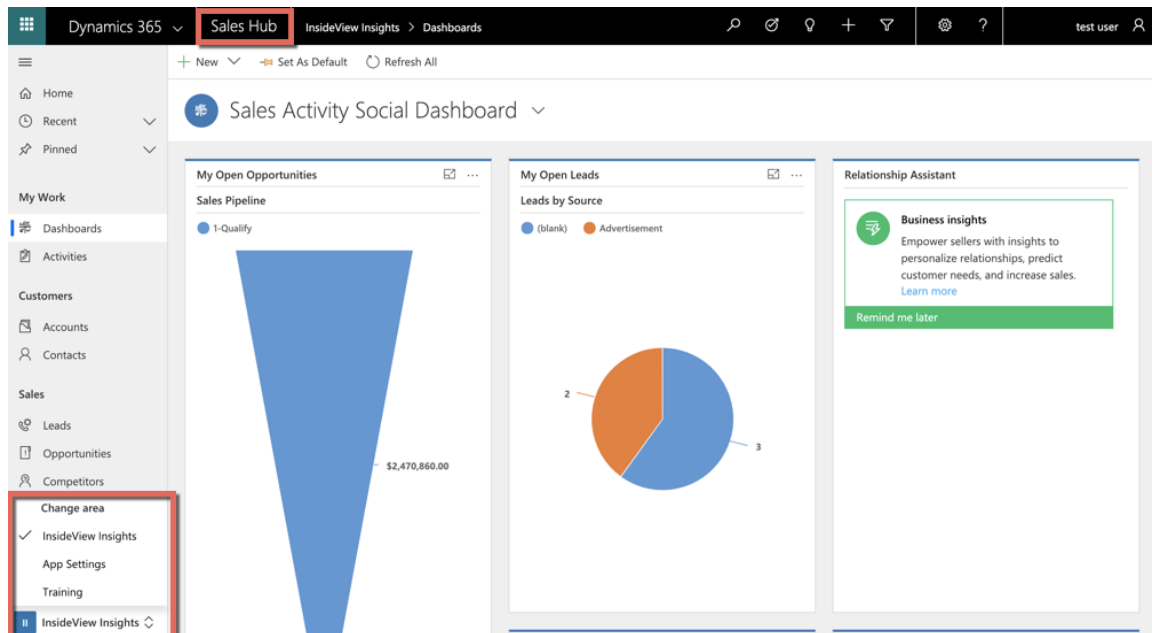 Dynamics 365
Sales Hub
InsideView Insights > Dashboards
?
test user
New
Set As Default
Refresh All
Home
Recent
Pinned
My Work
Dashboards
Activities
Customers
Accounts
Contacts
Sales
Leads
Opportunities
Competitors
Change area
InsideView Insights
App Settings
Training
InsideView Insights
Sales Activity Social Dashboard
My Open Opportunities
...
Sales Pipeline
1-Qualify
$2,470,860.00
My Open Leads
...
Leads by Source
(blank) Advertisement
2
3
Relationship Assistant
Business insights
Empower sellers with insights to
personalize relationships, predict
customer needs, and increase sales.
Learn more
Remind me later